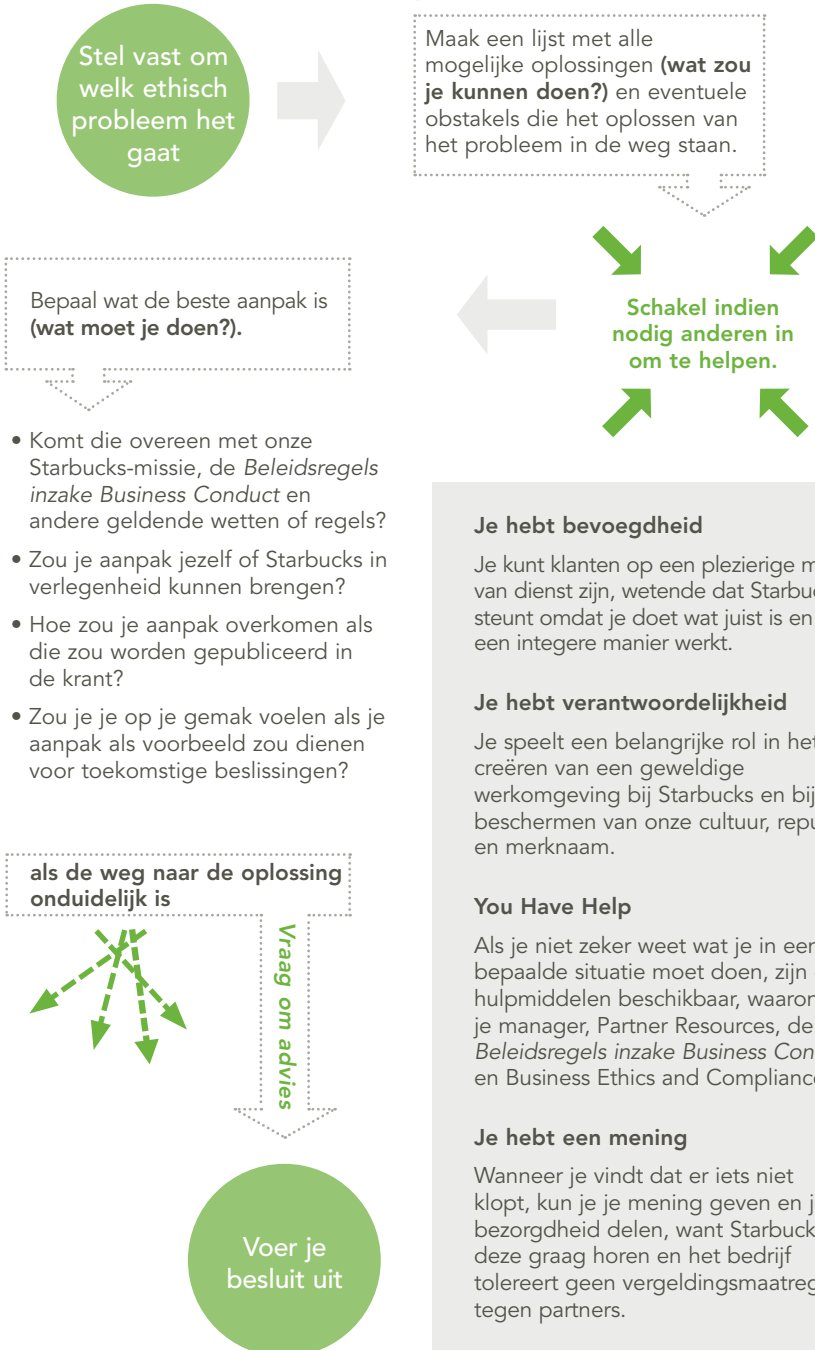 Stel vast om
welk ethisch
probleem het
gaat
Maak een lijst met alle
mogelijke oplossingen (wat zou
je kunnen doen?) en eventuele
obstakels die het oplossen van
het probleem in de weg staan.
Schakel indien
nodig anderen in
om te helpen.
Bepaal wat de beste aanpak is
(wat moet je doen?).
• Komt die overeen met onze
Starbucks-missie, de Beleidsregels
inzake Business Conduct en
andere geldende wetten of regels?
• Zou je aanpak jezelf of Starbucks in
verlegenheid kunnen brengen?
• Hoe zou je aanpak overkomen als
die zou worden gepubliceerd in
de krant?
• Zou je je op je gemak voelen als je
aanpak als voorbeeld zou dienen
voor toekomstige beslissingen?
als de weg naar de oplossing
onduidelijk is
Vraag om advies
Voer je
besluit uit
Je hebt bevoegdheid
Je kunt klanten op een plezierige
van dienst zijn, wetende dat
steunt omdat je doet wat juist is en
een integere manier werkt.
Je hebt verantwoordelijkheid
Je speelt een belangrijke rol in het
creëren van een geweldige
werkomgeving bij Starbucks en bij
beschermen van onze cultuur,
en merknaam.
You Have Help
Als je niet zeker weet wat je in een
bepaalde situatie moet doen, zijn
hulpmiddelen beschikbaar,
je manager, Partner Resources, de
Beleidsregels inzake Business
en Business Ethics and Compliance
Je hebt een mening
Wanneer je vindt dat er iets niet
klopt, kun je je mening geven en
bezorgdheid delen, want
deze graag horen en het bedrijf
tolereert geen
tegen partners.